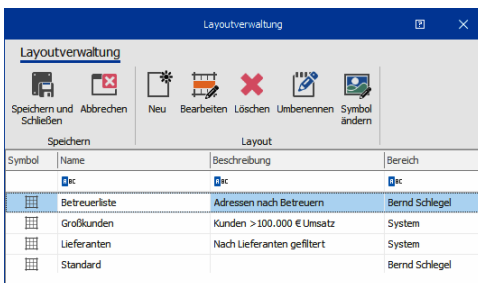 Layoutverwaltung
Layoutverwaltung
Speichern und Schließen Abbrechen Neu Bearbeiten Löschen Umbenennen Symbol ändern
Speichern Layout
Symbol Name Beschreibung Bereich
Betreuerliste Adressen nach Betreuern Bernd Schlegel
Großkunden Kunden >100.000 € Umsatz System
Lieferanten Nach Lieferanten gefiltert System
Standard Bernd Schlegel